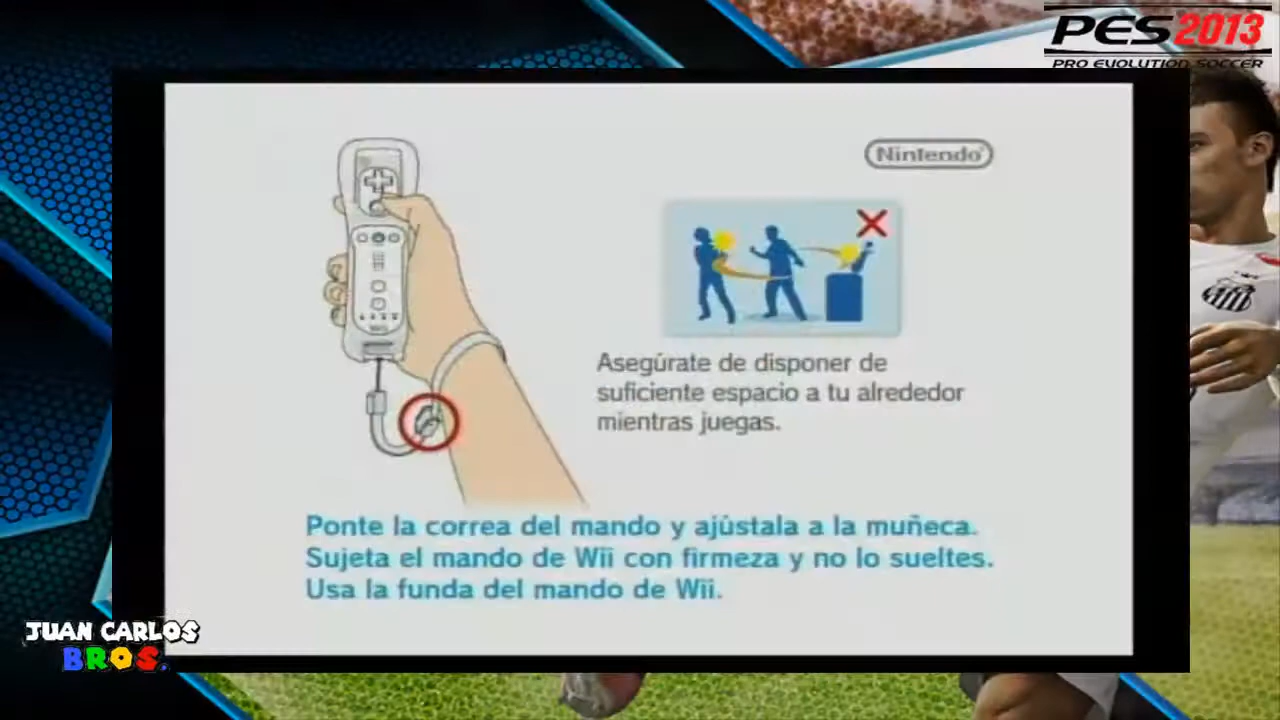 PES 2013
PRO EVOLUTION SOCCER
Nintendo®
Asegúrate de disponer de
suficiente espacio a tu alrededor
mientras juegas.
Ponte la correa del mando y ajústala a la muñeca.
Sujeta el mando de Wii con firmeza y no lo sueltes.
Usa la funda del mando de Wii.
JUAN CARLOS
BROS.